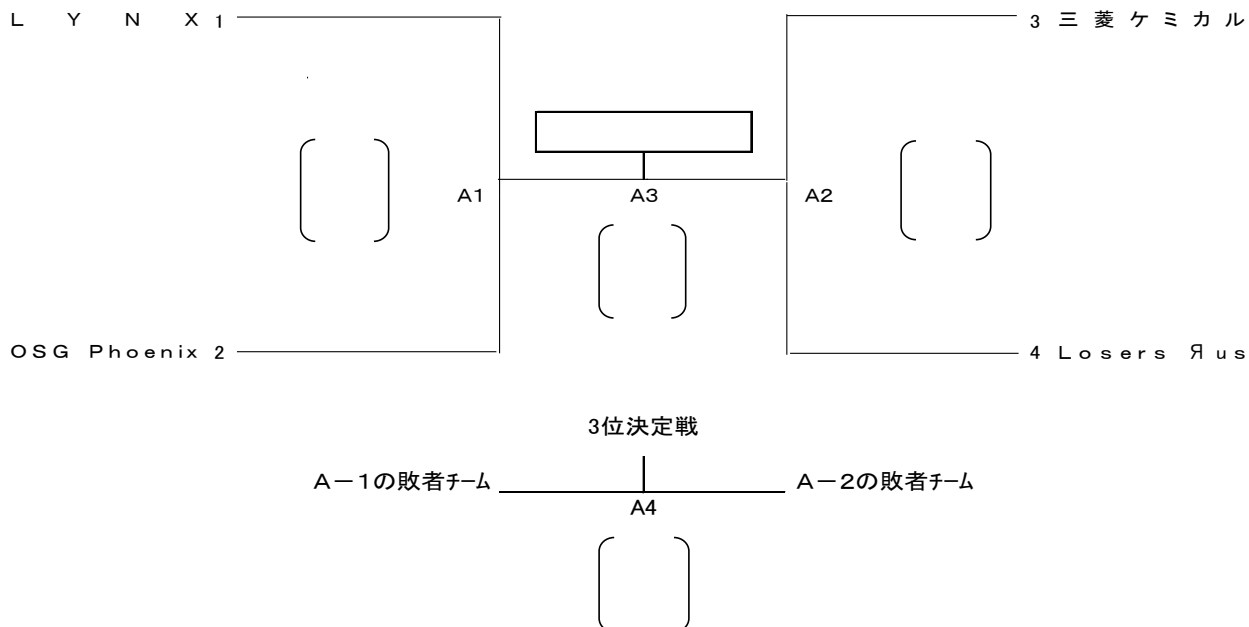 ＬＹＮＸ 1
3 三菱ケミカル
A1
A3
A2
OSG Phoenix 2
4 Losers Яus
3位決定戦
A－1の敗者ﾁｰﾑ
A－2の敗者ﾁｰﾑ
A4